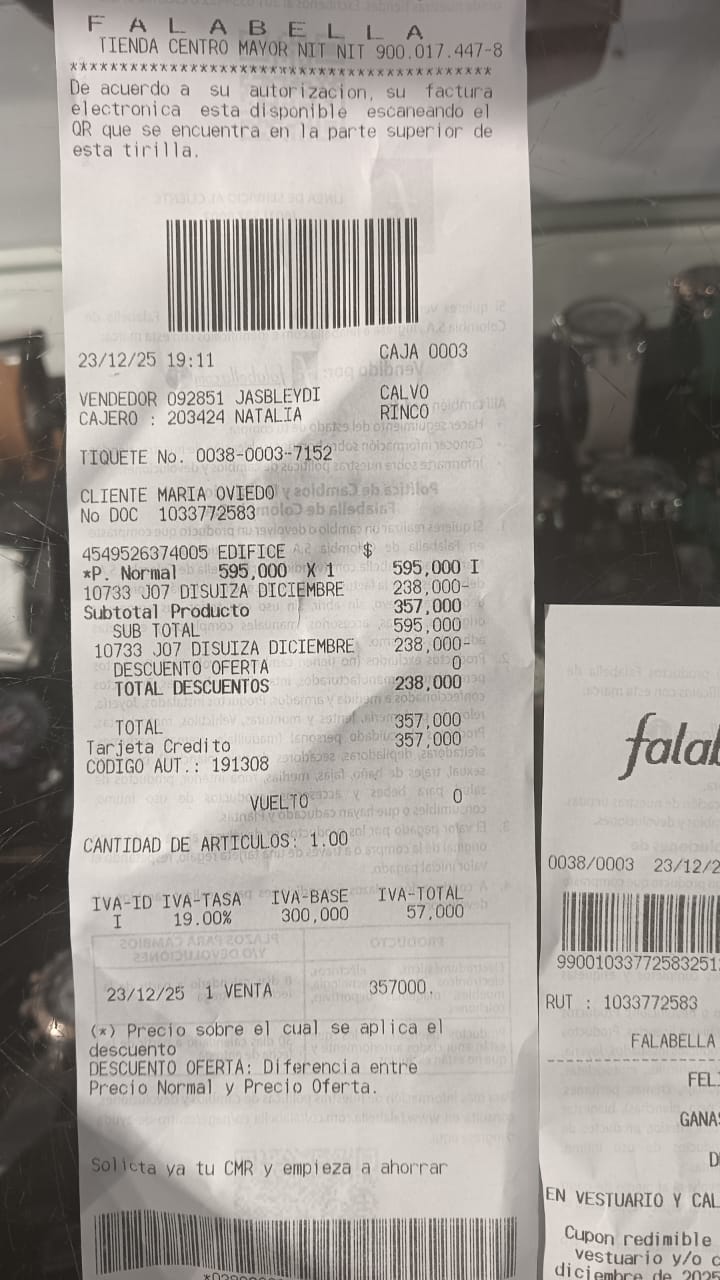 F A L A B E L L A
TIENDA CENTRO MAYOR NIT NIT 900.017.447-8
******************************************
De acuerdo a su autorizacion, su factura
electronica esta disponible escaneando el
QR que se encuentra en la parte superior de
esta tirilla.
23/12/25 19:11 CAJA 0003
VENDEDOR 092851 JASBLEYDI CALVO
CAJERO : 203424 NATALIA RINCO
TIQUETE No. 0038-0003-7152
CLIENTE MARIA OVIEDO
No DOC 1033772583
4549526374005 EDIFICE $
*P. Normal 595,000 X 1 595,000 I
10733 J07 DISUIZA DICIEMBRE 238,000-
Subtotal Producto 357,000
SUB TOTAL 595,000
10733 J07 DISUIZA DICIEMBRE 238,000-
DESCUENTO OFERTA 0
TOTAL DESCUENTOS 238,000
TOTAL 357,000
Tarjeta Credito 357,000
CODIGO AUT.: 191308
VUELTO 0
CANTIDAD DE ARTICULOS: 1.00
IVA-ID IVA-TASA IVA-BASE IVA-TOTAL
I 19.00% 300,000 57,000
23/12/25 1 VENTA 357000.
(*) Precio sobre el cual se aplica el
descuento
DESCUENTO OFERTA: Diferencia entre
Precio Normal y Precio Oferta.
Solicta ya tu CMR y empieza a ahorrar
falab
0038/0003 23/12/2
99001033772583251
RUT : 1033772583
FALABELLA
FELI
GANAS
D
EN VESTUARIO Y CAL
Cupon redimible
vestuario y/o c
diciembre de 2025